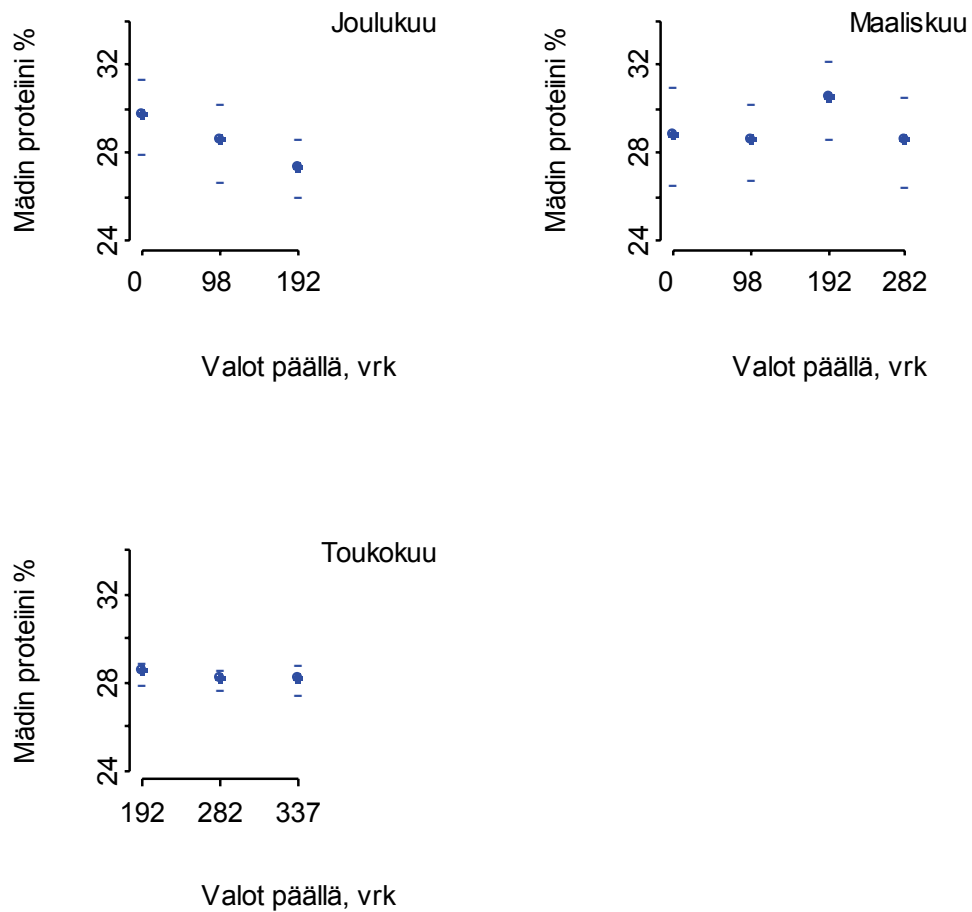 Joulukuu
Mädin proteiini %
32
28
24
0 98 192
Valot päällä, vrk
Maaliskuu
Mädin proteiini %
32
28
24
0 98 192 282
Valot päällä, vrk
Toukokuu
Mädin proteiini %
32
28
24
192 282 337
Valot päällä, vrk